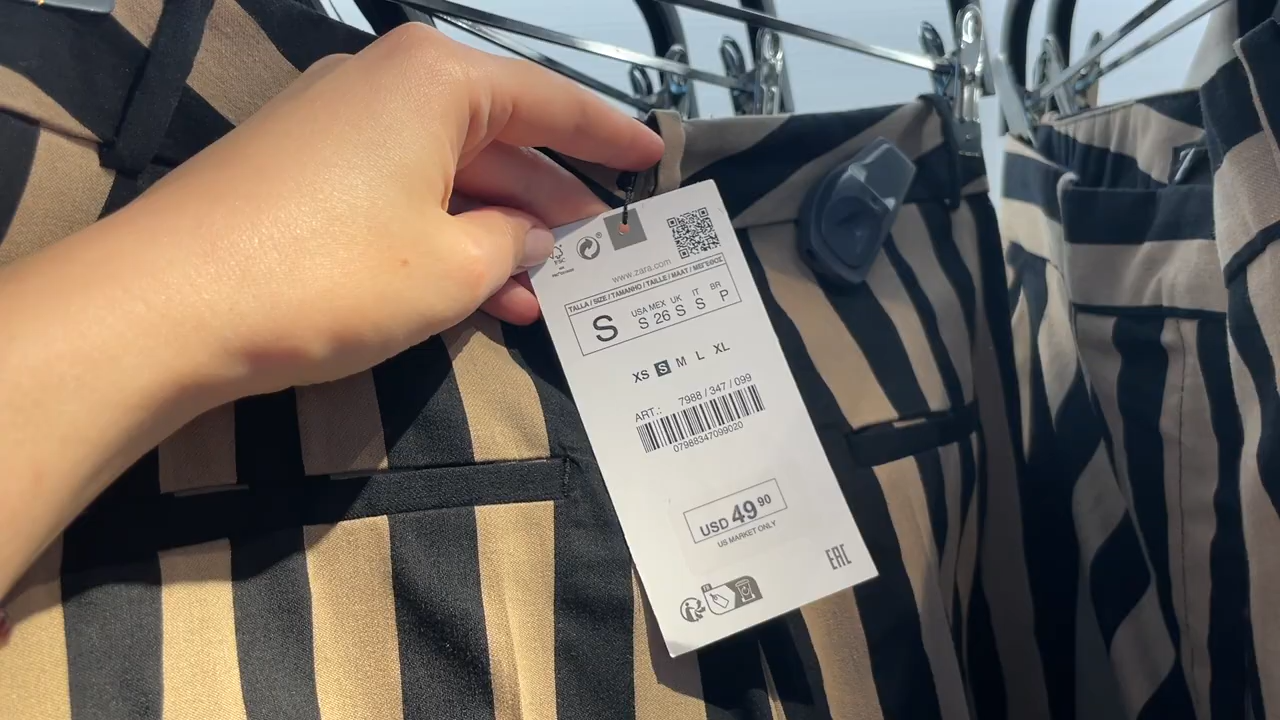 www.zara.com
TALLA / SIZE / TAMANHO / TAILLE / MAAT / ΜΕΓΕΘΟΣ
S
USA MEX UK IT BR
S 26 S S P
XS S M L XL
ART.: 7988 / 347 / 099
07988347099020
USD 49 90
US MARKET ONLY
EAC
FR